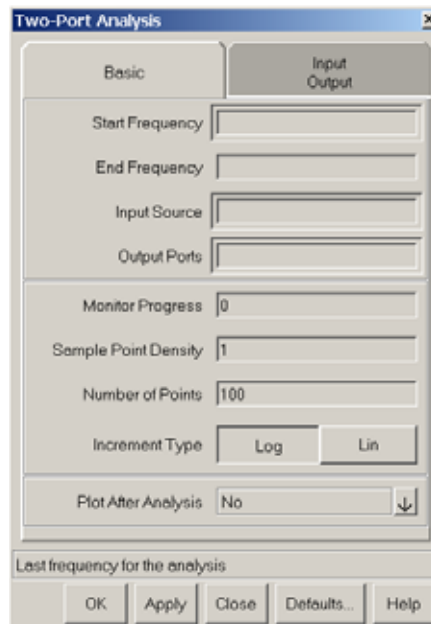 Two-Port Analysis
Basic
Input
Output
Start Frequency
End Frequency
Input Source
Output Ports
Monitor Progress 0
Sample Point Density 1
Number of Points 100
Increment Type Log Lin
Plot After Analysis No
Last frequency for the analysis
OK Apply Close Defaults... Help